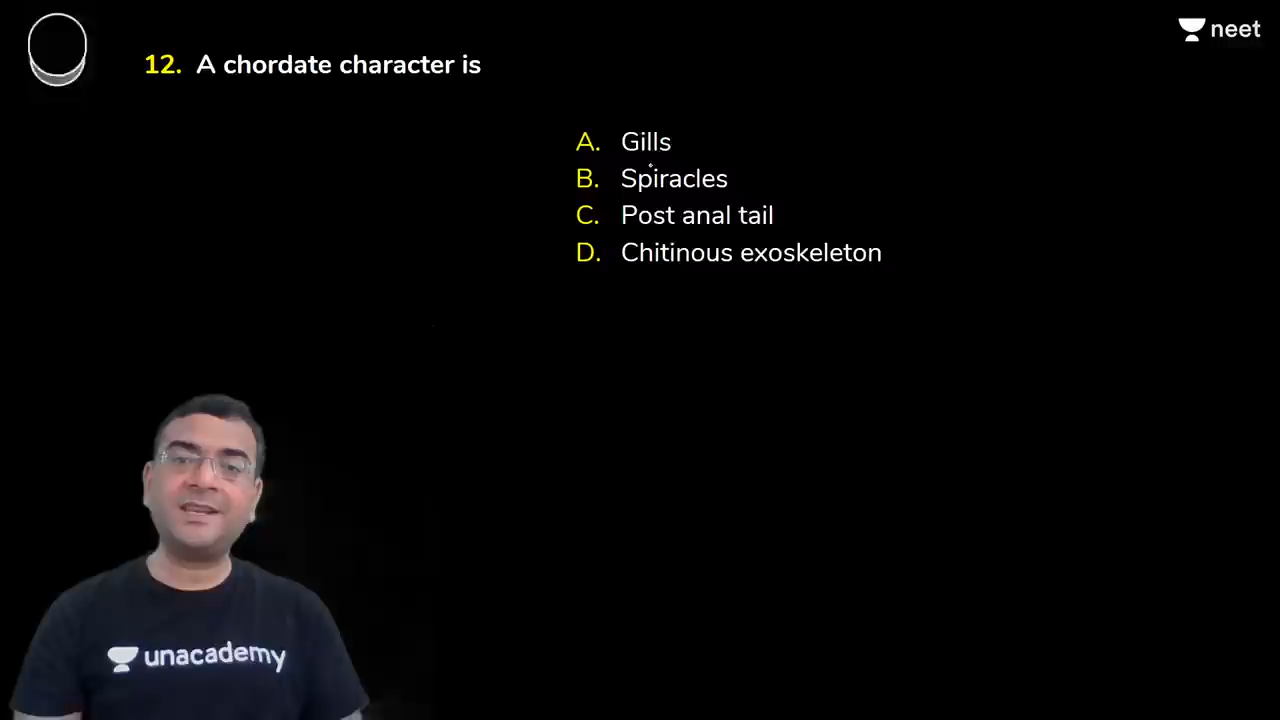 neet
12. A chordate character is
A. Gills
B. Spiracles
C. Post anal tail
D. Chitinous exoskeleton
unacademy